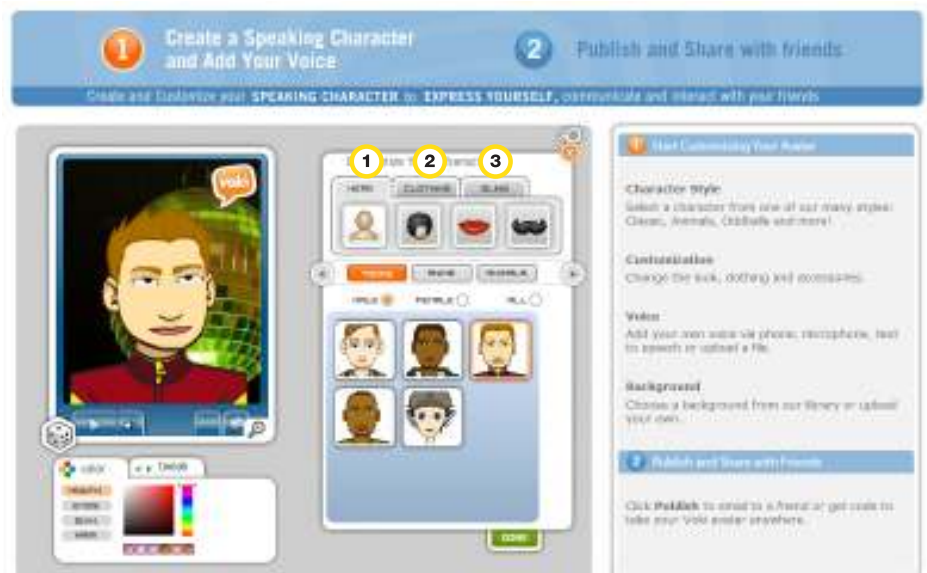 1
Create a Speaking Character
and Add Your Voice
2
Publish and Share with friends
Create and Customize your SPEAKING CHARACTER to EXPRESS YOURSELF, communicate and interact with your friends
voki
1 2 3
HEAD CLOTHING BLING
MALE FEMALE ALL
color tweak
DONE
1 Start Customizing Your Avatar
Character Style
Select a character from one of our many styles:
Classic, Animals, Oddballs and more!
Customization
Change the look, clothing and accessories.
Voice
Add your own voice via phone, microphone, text
to speech or upload a file.
Background
Choose a background from our library or upload
your own.
2 Publish and Share with Friends
Click Publish to email to a friend or get code to
take your Voki avatar anywhere.